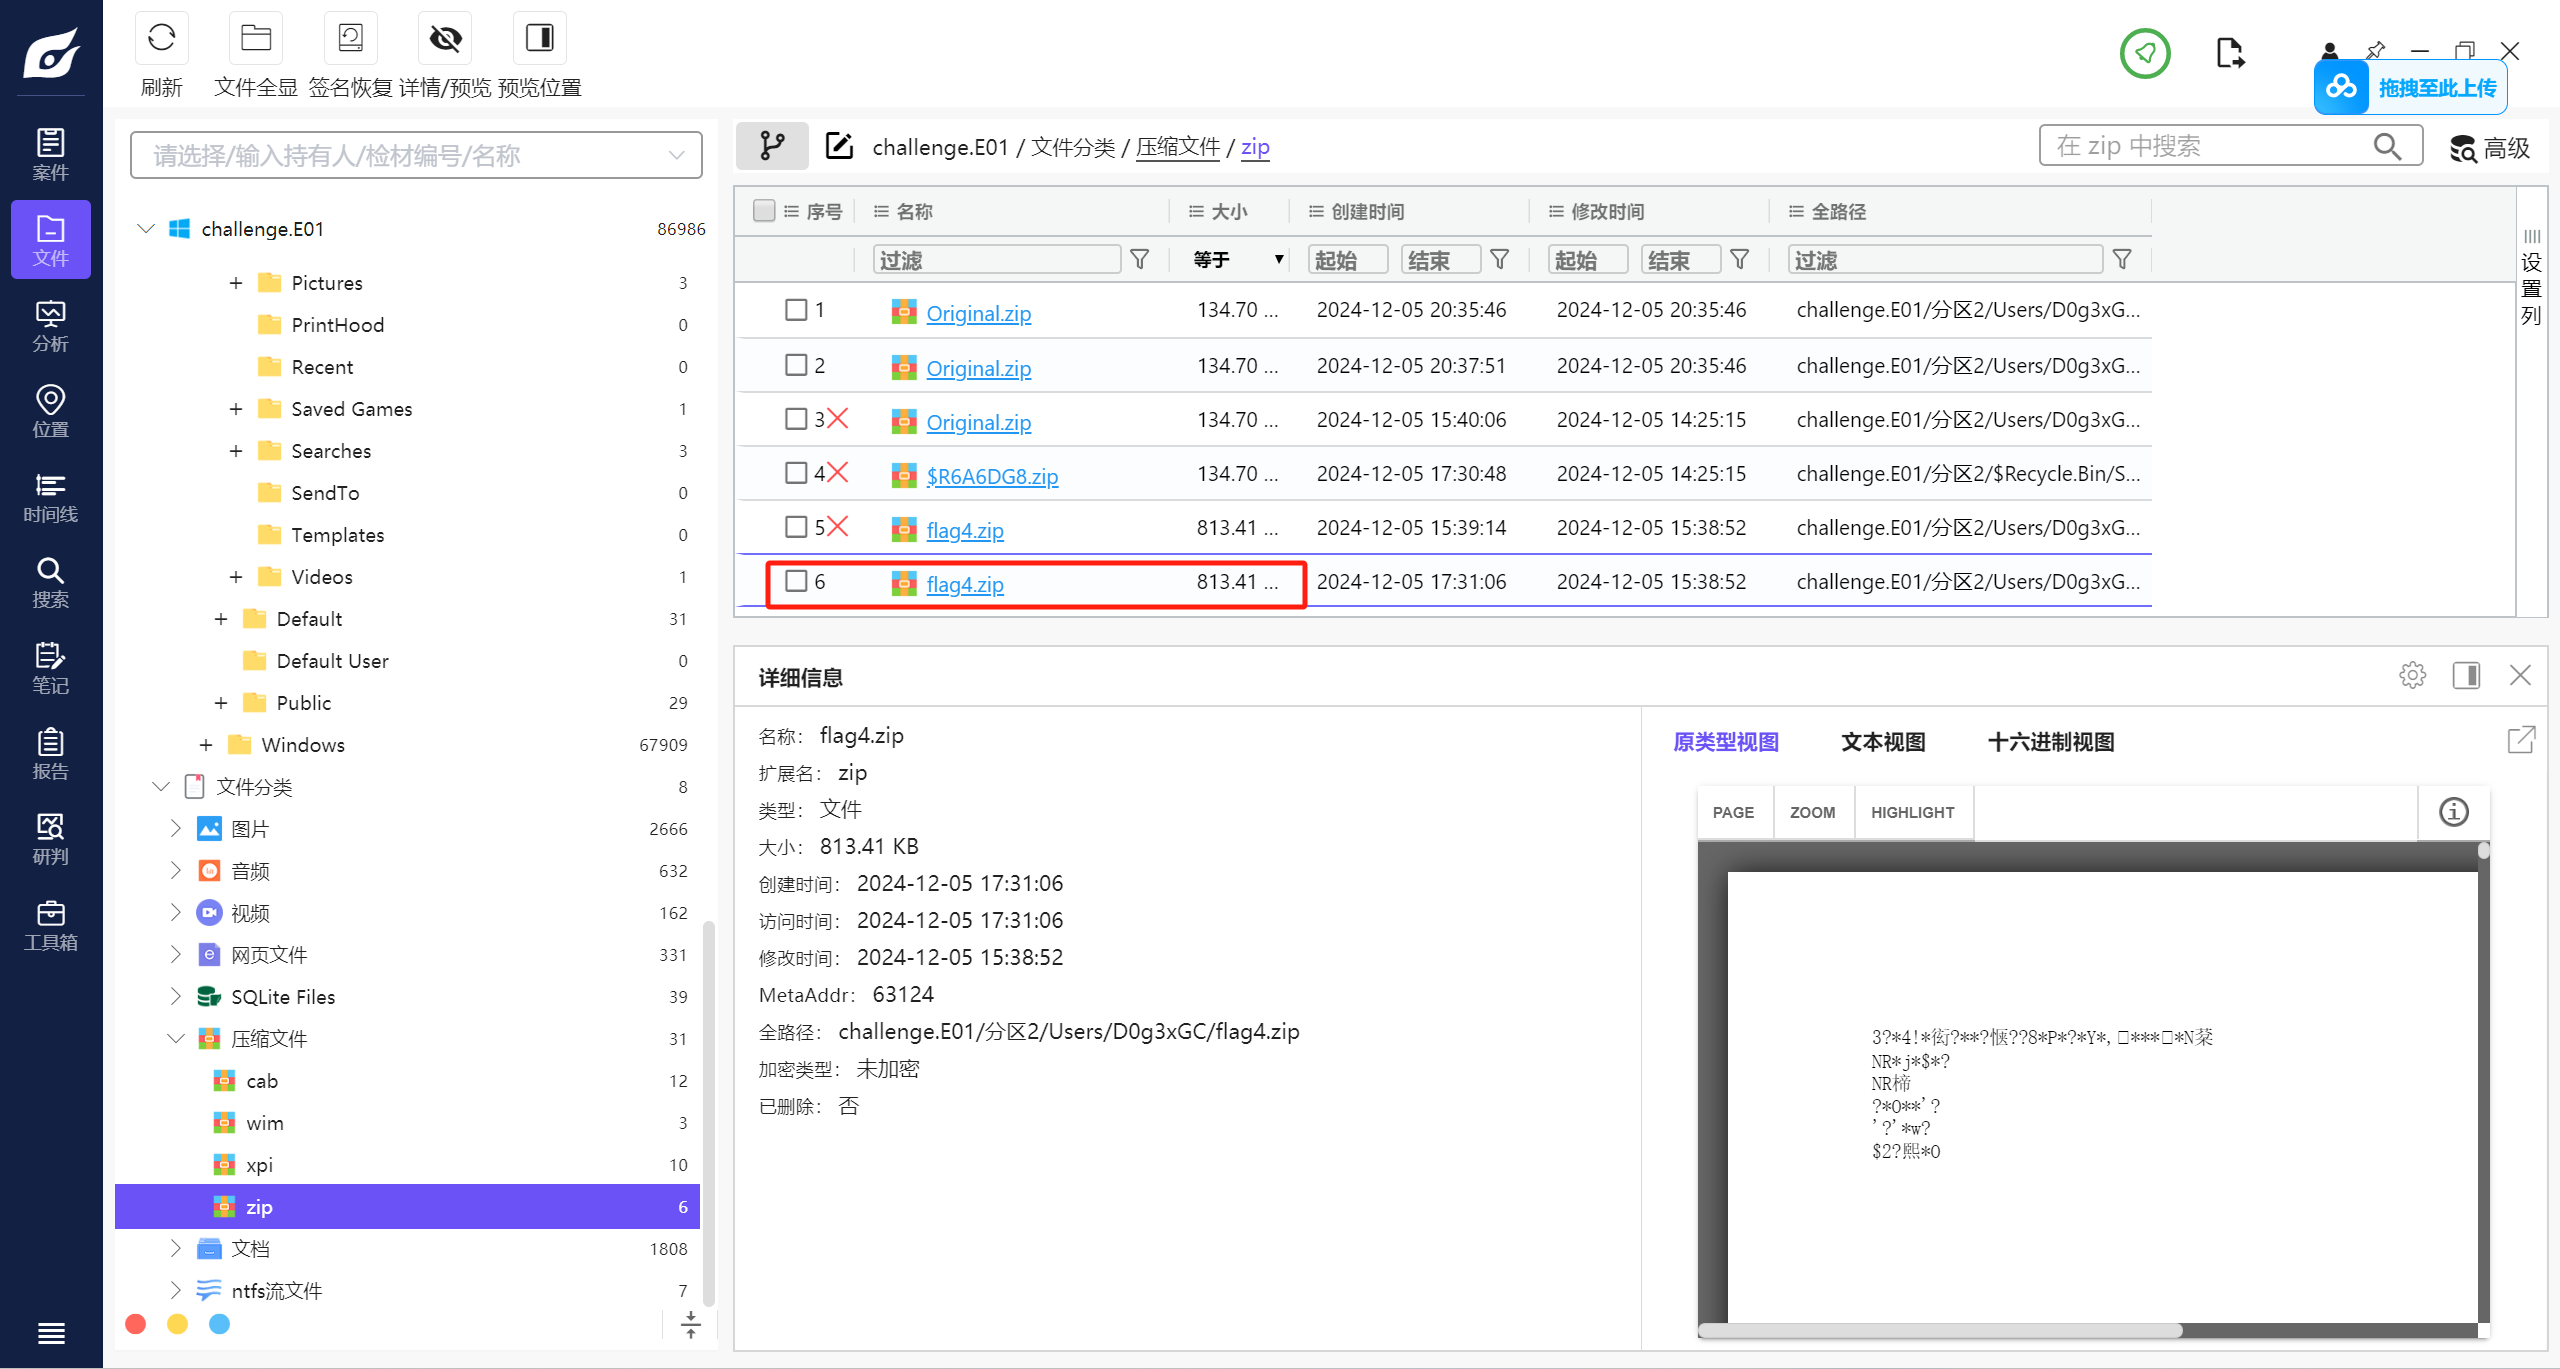 刷新
文件全显
签名恢复
详情/预览
预览位置
拖拽至此上传
案件
文件
分析
位置
时间线
搜索
笔记
报告
研判
工具箱
请选择/输入持有人/检材编号/名称
challenge.E01 86986
+ Pictures 3
PrintHood 0
Recent 0
+ Saved Games 1
+ Searches 3
SendTo 0
Templates 0
+ Videos 1
+ Default 31
Default User 0
+ Public 29
+ Windows 67909
文件分类 8
图片 2666
音频 632
视频 162
网页文件 331
SQLite Files 39
压缩文件 31
cab 12
wim 3
xpi 10
zip 6
文档 1808
ntfs流文件 7
challenge.E01 / 文件分类 / 压缩文件 / zip
在 zip 中搜索
高级
序号 名称 大小 创建时间 修改时间 全路径
过滤 等于 起始 结束 起始 结束 过滤
1 Original.zip 134.70 ... 2024-12-05 20:35:46 2024-12-05 20:35:46 challenge.E01/分区2/Users/D0g3xG...
2 Original.zip 134.70 ... 2024-12-05 20:37:51 2024-12-05 20:35:46 challenge.E01/分区2/Users/D0g3xG...
3 Original.zip 134.70 ... 2024-12-05 15:40:06 2024-12-05 14:25:15 challenge.E01/分区2/Users/D0g3xG...
4 $R6A6DG8.zip 134.70 ... 2024-12-05 17:30:48 2024-12-05 14:25:15 challenge.E01/分区2/$Recycle.Bin/S...
5 flag4.zip 813.41 ... 2024-12-05 15:39:14 2024-12-05 15:38:52 challenge.E01/分区2/Users/D0g3xG...
6 flag4.zip 813.41 ... 2024-12-05 17:31:06 2024-12-05 15:38:52 challenge.E01/分区2/Users/D0g3xG...
设置列
详细信息
名称： flag4.zip
扩展名： zip
类型： 文件
大小： 813.41 KB
创建时间： 2024-12-05 17:31:06
访问时间： 2024-12-05 17:31:06
修改时间： 2024-12-05 15:38:52
MetaAddr： 63124
全路径： challenge.E01/分区2/Users/D0g3xGC/flag4.zip
加密类型： 未加密
已删除： 否
原类型视图 文本视图 十六进制视图
PAGE ZOOM HIGHLIGHT
NR*j*$*?
?*O**'?
'?'*w?
$2?熙*O